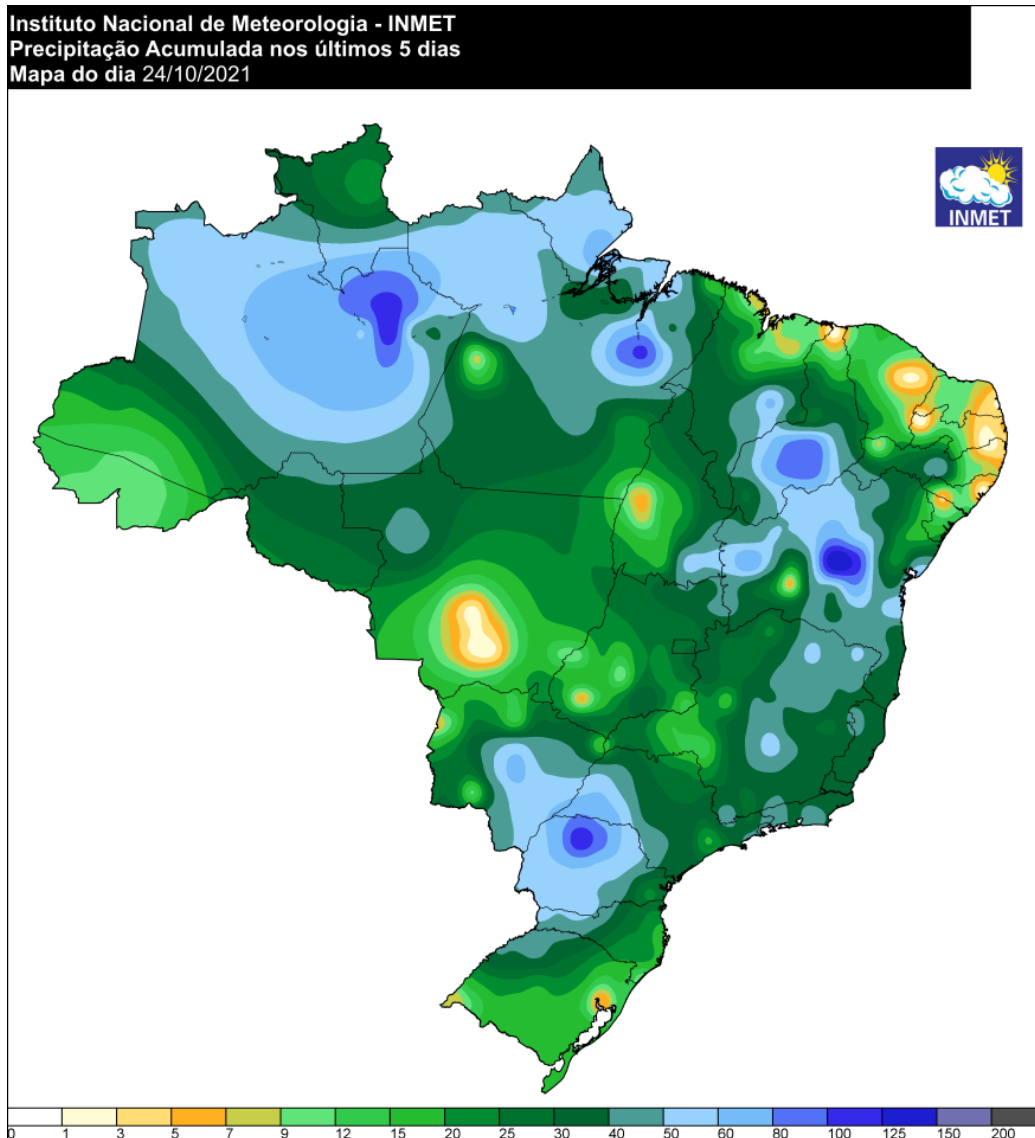 Instituto Nacional de Meteorologia - INMET
Precipitação Acumulada nos últimos 5 dias
Mapa do dia 24/10/2021
INMET
0 1 3 5 7 9 12 15 20 25 30 40 50 60 80 100 125 150 200